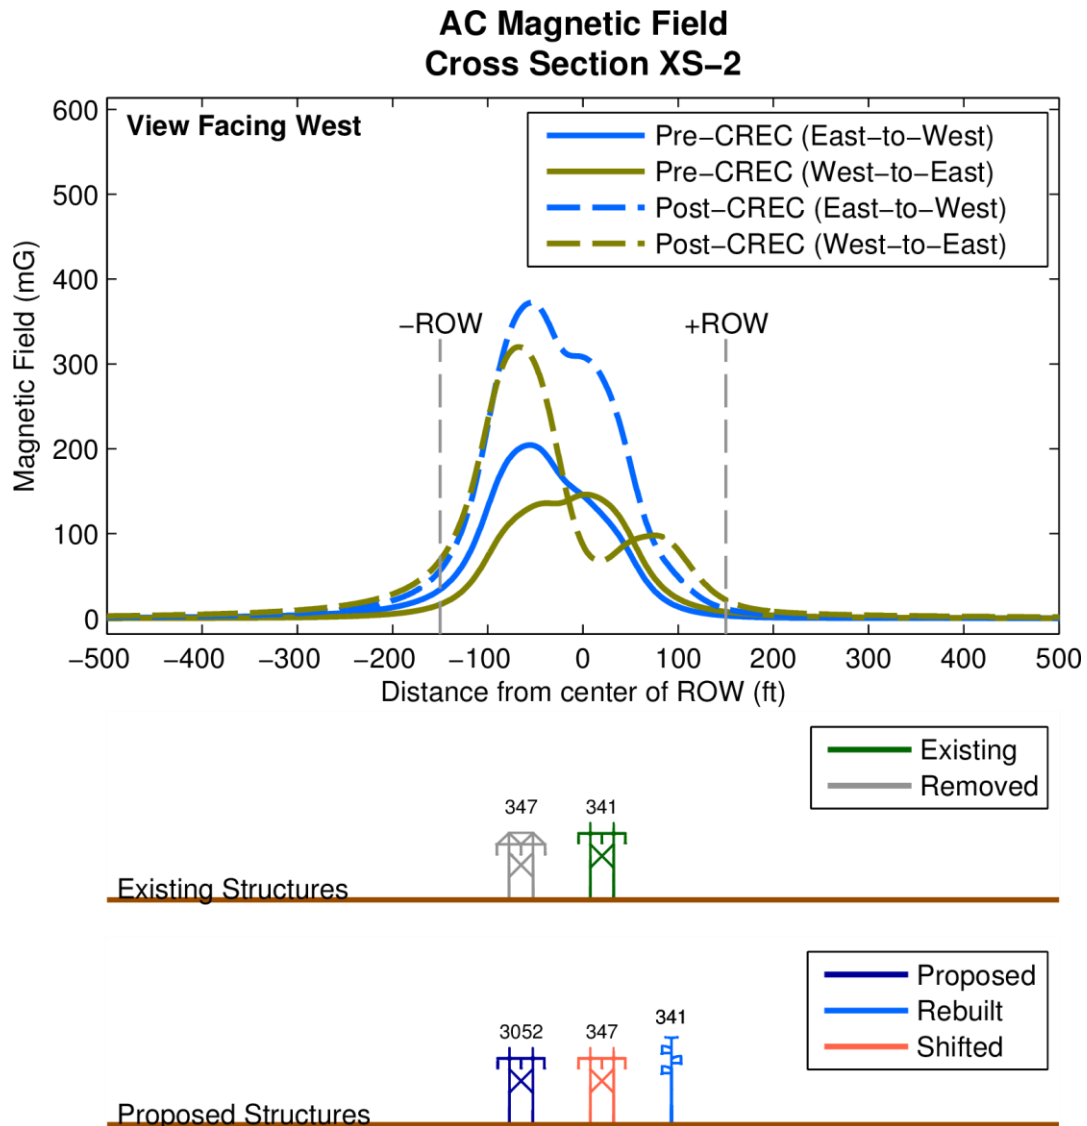 AC Magnetic Field
Cross Section XS−2
View Facing West
Pre−CREC (East−to−West)
Pre−CREC (West−to−East)
Post−CREC (East−to−West)
Post−CREC (West−to−East)
600
500
400
300
200
100
0
Magnetic Field (mG)
−ROW
+ROW
−500 −400 −300 −200 −100 0 100 200 300 400 500
Distance from center of ROW (ft)
Existing
Removed
347 341
Existing Structures
Proposed
Rebuilt
Shifted
3052 347 341
Proposed Structures